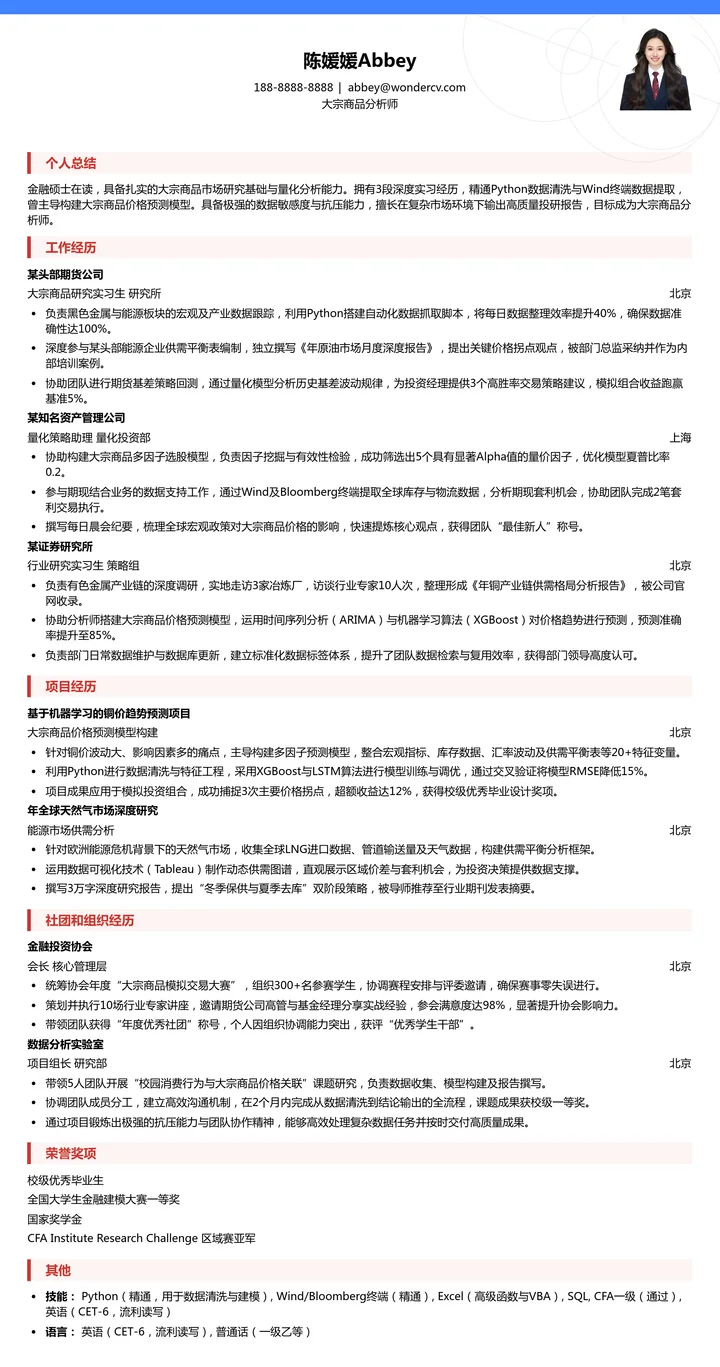 陈媛媛Abbey
188-8888-8888 | abbey@wondercv.com
大宗商品分析师
个人总结
金融硕士在读，具备扎实的大宗商品市场研究基础与量化分析能力。拥有3段深度实习经历，精通Python数据清洗与Wind终端数据提取，
曾主导构建大宗商品价格预测模型。具备极强的数据敏感度与抗压能力，擅长在复杂市场环境下输出高质量投研报告，目标成为大宗商品分
析师。
工作经历
某头部期货公司
大宗商品研究实习生 研究所 北京
• 负责黑色金属与能源板块的宏观及产业数据跟踪，利用Python搭建自动化数据抓取脚本，将每日数据整理效率提升40%，确保数据准
确性达100%。
• 深度参与某头部能源企业供需平衡表编制，独立撰写《年原油市场月度深度报告》，提出关键价格拐点观点，被部门总监采纳并作为内
部培训案例。
• 协助团队进行期货基差策略回测，通过量化模型分析历史基差波动规律，为投资经理提供3个高胜率交易策略建议，模拟组合收益跑赢
基准5%。
某知名资产管理公司
量化策略助理 量化投资部 上海
• 协助构建大宗商品多因子选股模型，负责因子挖掘与有效性检验，成功筛选出5个具有显著Alpha值的量价因子，优化模型夏普比率
0.2。
• 参与期现结合业务的数据支持工作，通过Wind及Bloomberg终端提取全球库存与物流数据，分析期现套利机会，协助团队完成2笔套
利交易执行。
• 撰写每日晨会纪要，梳理全球宏观政策对大宗商品价格的影响，快速提炼核心观点，获得团队“最佳新人”称号。
某证券研究所
行业研究实习生 策略组 北京
• 负责有色金属产业链的深度调研，实地走访3家冶炼厂，访谈行业专家10人次，整理形成《年铜产业链供需格局分析报告》，被公司官
网收录。
• 协助分析师搭建大宗商品价格预测模型，运用时间序列分析（ARIMA）与机器学习算法（XGBoost）对价格趋势进行预测，预测准确
率提升至85%。
• 负责部门日常数据维护与数据库更新，建立标准化数据标签体系，提升了团队数据检索与复用效率，获得部门领导高度认可。
项目经历
基于机器学习的铜价趋势预测项目
大宗商品价格预测模型构建 北京
• 针对铜价波动大、影响因素多的痛点，主导构建多因子预测模型，整合宏观指标、库存数据、汇率波动及供需平衡表等20+特征变量。
• 利用Python进行数据清洗与特征工程，采用XGBoost与LSTM算法进行模型训练与调优，通过交叉验证将模型RMSE降低15%。
• 项目成果应用于模拟投资组合，成功捕捉3次主要价格拐点，超额收益达12%，获得校级优秀毕业设计奖项。
年全球天然气市场深度研究
能源市场供需分析 北京
• 针对欧洲能源危机背景下的天然气市场，收集全球LNG进口数据、管道输送量及天气数据，构建供需平衡分析框架。
• 运用数据可视化技术（Tableau）制作动态供需图谱，直观展示区域价差与套利机会，为投资决策提供数据支撑。
• 撰写3万字深度研究报告，提出“冬季保供与夏季去库”双阶段策略，被导师推荐至行业期刊发表摘要。
社团和组织经历
金融投资协会
会长 核心管理层 北京
• 统筹协会年度“大宗商品模拟交易大赛”，组织300+名参赛学生，协调赛程安排与评委邀请，确保赛事零失误进行。
• 策划并执行10场行业专家讲座，邀请期货公司高管与基金经理分享实战经验，参会满意度达98%，显著提升协会影响力。
• 带领团队获得“年度优秀社团”称号，个人因组织协调能力突出，获评“优秀学生干部”。
数据分析实验室
项目组长 研究部 北京
• 带领5人团队开展“校园消费行为与大宗商品价格关联”课题研究，负责数据收集、模型构建及报告撰写。
• 协调团队成员分工，建立高效沟通机制，在2个月内完成从数据清洗到结论输出的全流程，课题成果获校级一等奖。
• 通过项目锻炼出极强的抗压能力与团队协作精神，能够高效处理复杂数据任务并按时交付高质量成果。
荣誉奖项
校级优秀毕业生
全国大学生金融建模大赛一等奖
国家奖学金
CFA Institute Research Challenge 区域赛亚军
其他
• 技能： Python（精通，用于数据清洗与建模）, Wind/Bloomberg终端（精通）, Excel（高级函数与VBA）, SQL, CFA一级（通过）,
英语（CET-6，流利读写）
• 语言： 英语（CET-6，流利读写）, 普通话（一级乙等）